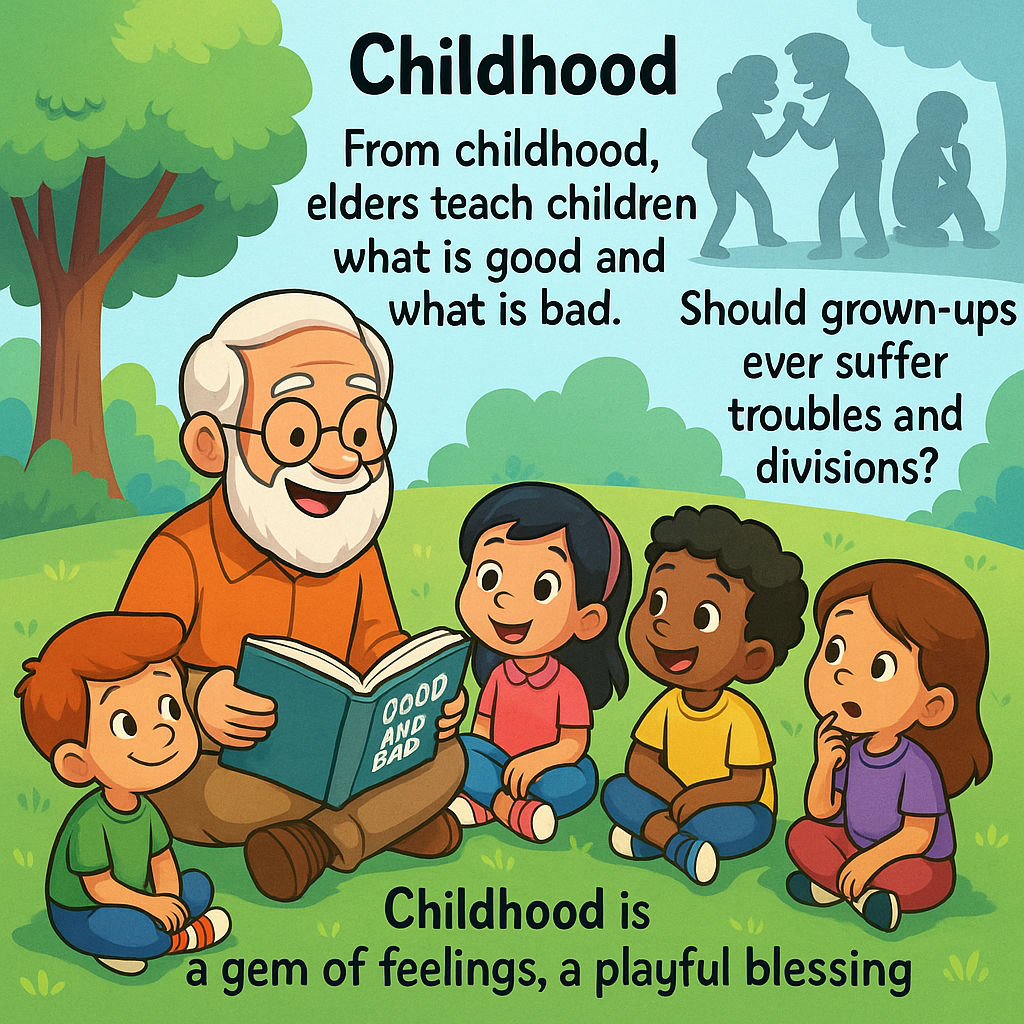 Childhood
From childhood,
elders teach children
what is good and
what is bad.
Should grown-ups
ever suffer
troubles and
divisions?
OOOD
AND
BAD
Childhood is
a gem of feelings, a playful blessing